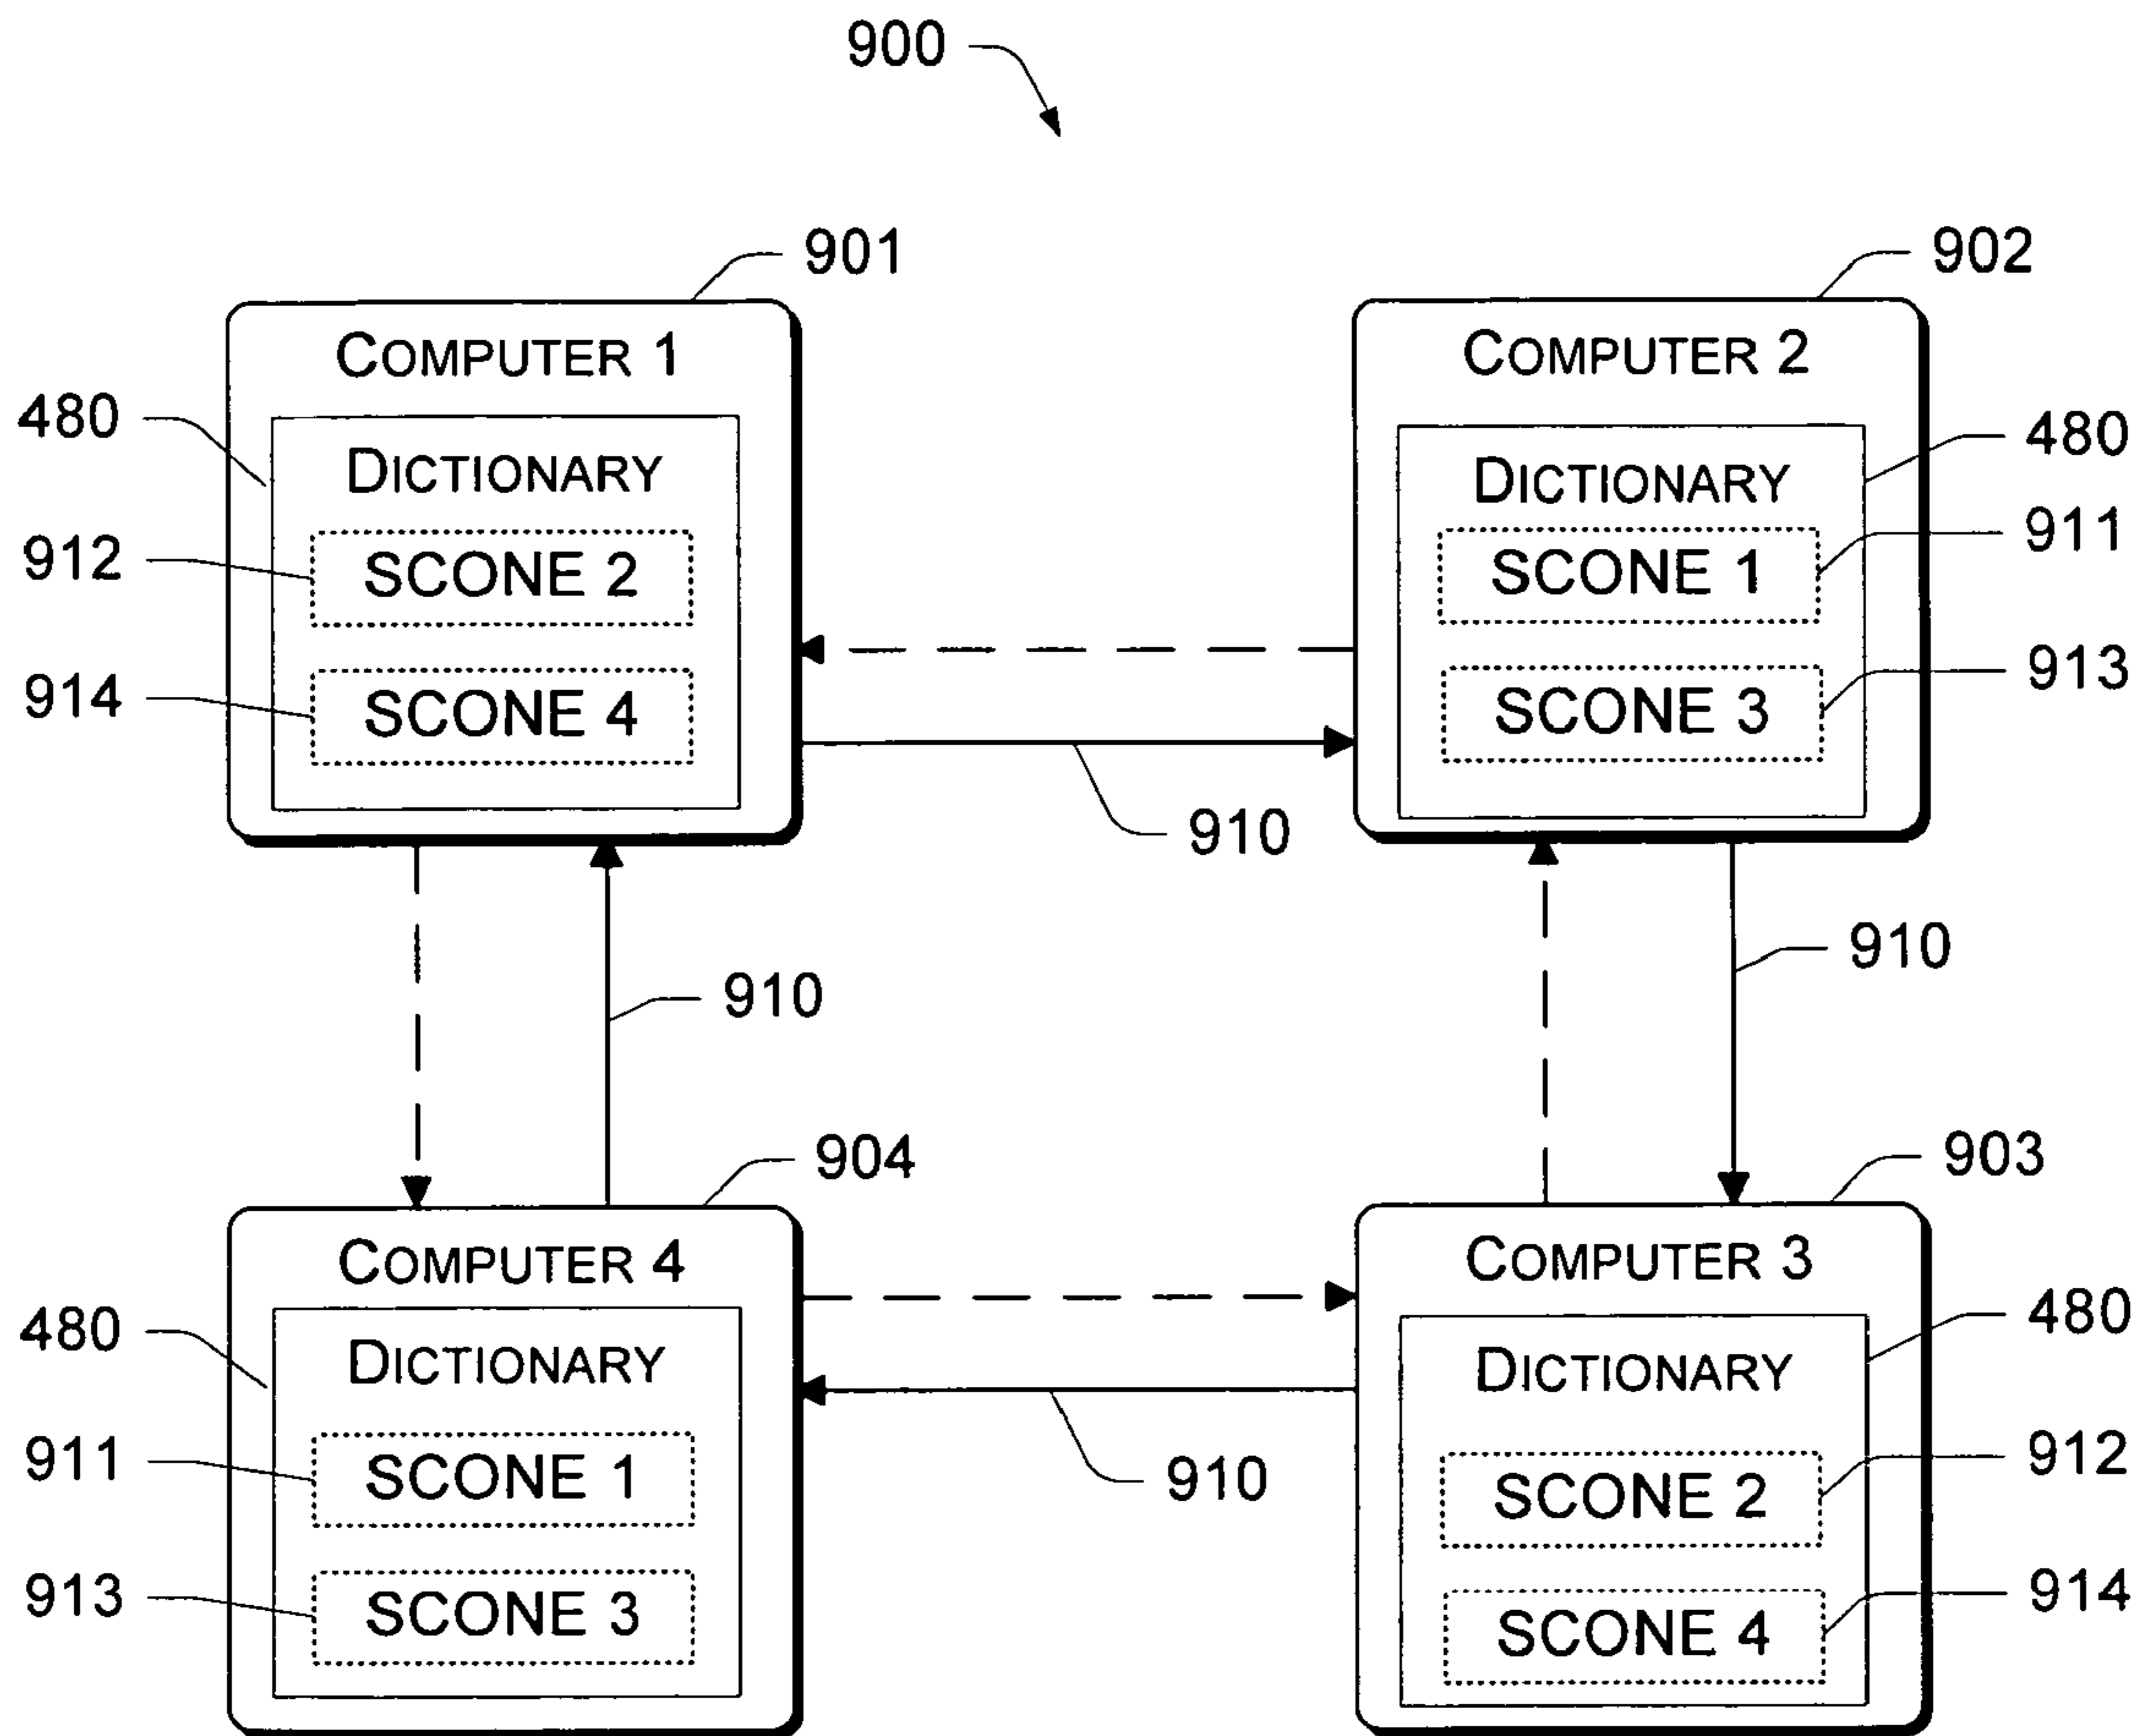 900
901
902
COMPUTER 1
COMPUTER 2
480
DICTIONARY
480
DICTIONARY
912
SCONE 2
SCONE 1
911
914
SCONE 4
SCONE 3
913
910
910
910
904
903
COMPUTER 4
COMPUTER 3
480
DICTIONARY
480
DICTIONARY
911
SCONE 1
SCONE 2
912
910
913
SCONE 3
SCONE 4
914